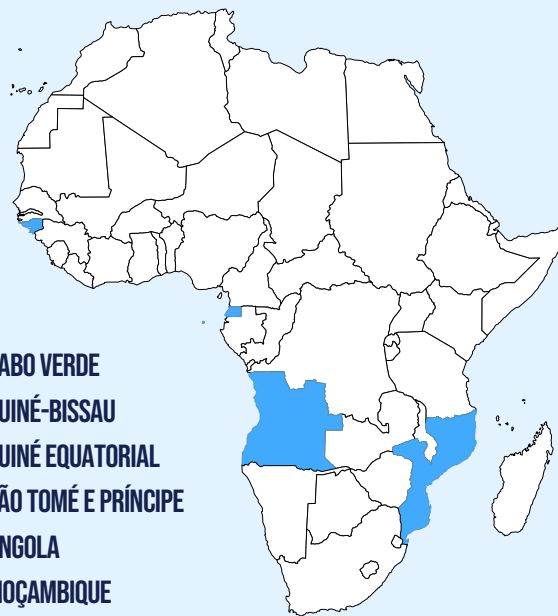 ABO VERDE
UINÉ-BISSAU
UINÉ EQUATORIAL
ÃO TOMÉ E PRÍNCIPE
NGOLA
OÇAMBIQUE